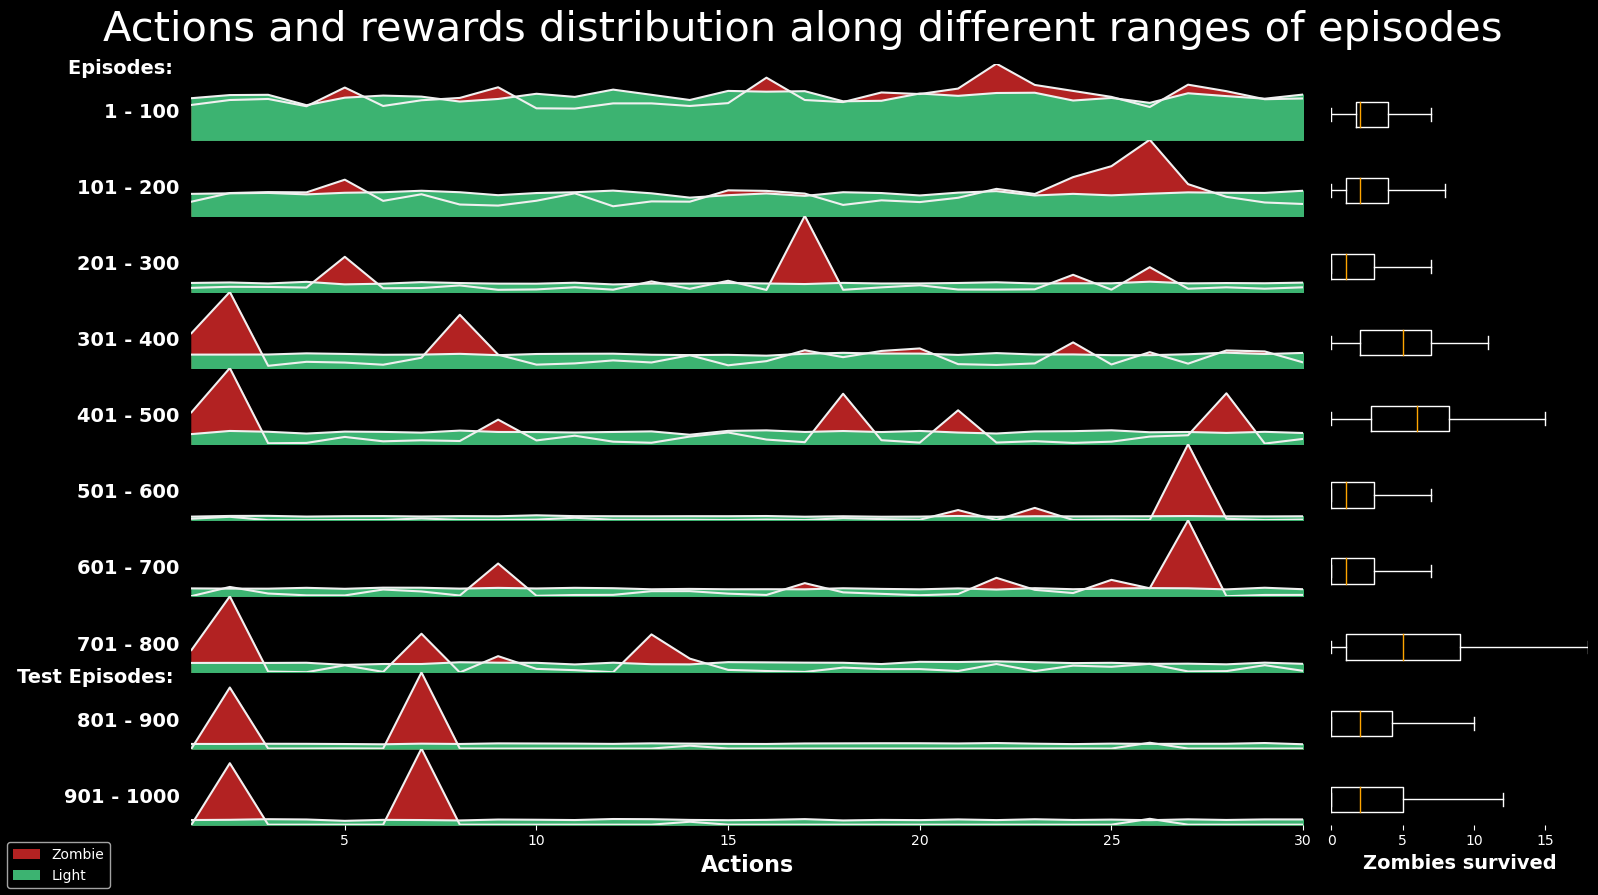 Actions and rewards distribution along different ranges of episodes
Episodes:
1 - 100
101 - 200
201 - 300
301 - 400
401 - 500
501 - 600
601 - 700
701 - 800
Test Episodes:
801 - 900
901 - 1000
5 10 15 20 25 30
0 5 10 15
Actions
Zombies survived
Zombie
Light